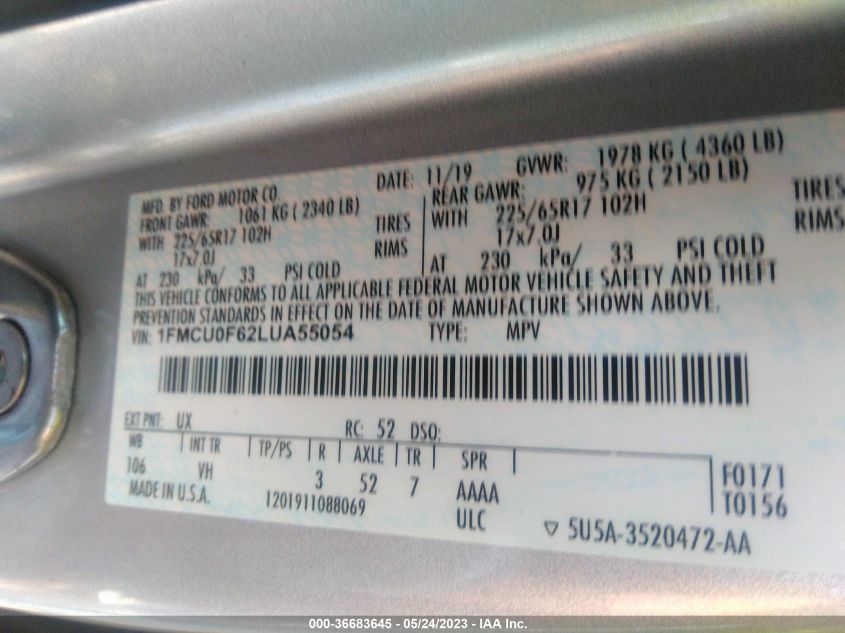 MFD. BY FORD MOTOR CO. DATE: 11/19 GVWR: 1978 KG ( 4360 LB)
FRONT GAWR: 1061 KG ( 2340 LB) REAR GAWR: 975 KG ( 2150 LB)
WITH 225/65R17 102H TIRES WITH 225/65R17 102H TIRES
17x7.0J RIMS 17x7.0J RIMS
AT 230 kPa/ 33 PSI COLD AT 230 kPa/ 33 PSI COLD
THIS VEHICLE CONFORMS TO ALL APPLICABLE FEDERAL MOTOR VEHICLE SAFETY AND THEFT
PREVENTION STANDARDS IN EFFECT ON THE DATE OF MANUFACTURE SHOWN ABOVE.
VIN: 1FMCU0F62LUA55054 TYPE: MPV
EXT PNT: UX RC: 52 DSO:
WB INT TR TP/PS R AXLE TR SPR
106 VH 3 52 7 AAAA F0171
MADE IN U.S.A. 1201911088069 ULC T0156
5U5A-3520472-AA
000-36683645 - 05/24/2023 - IAA Inc.